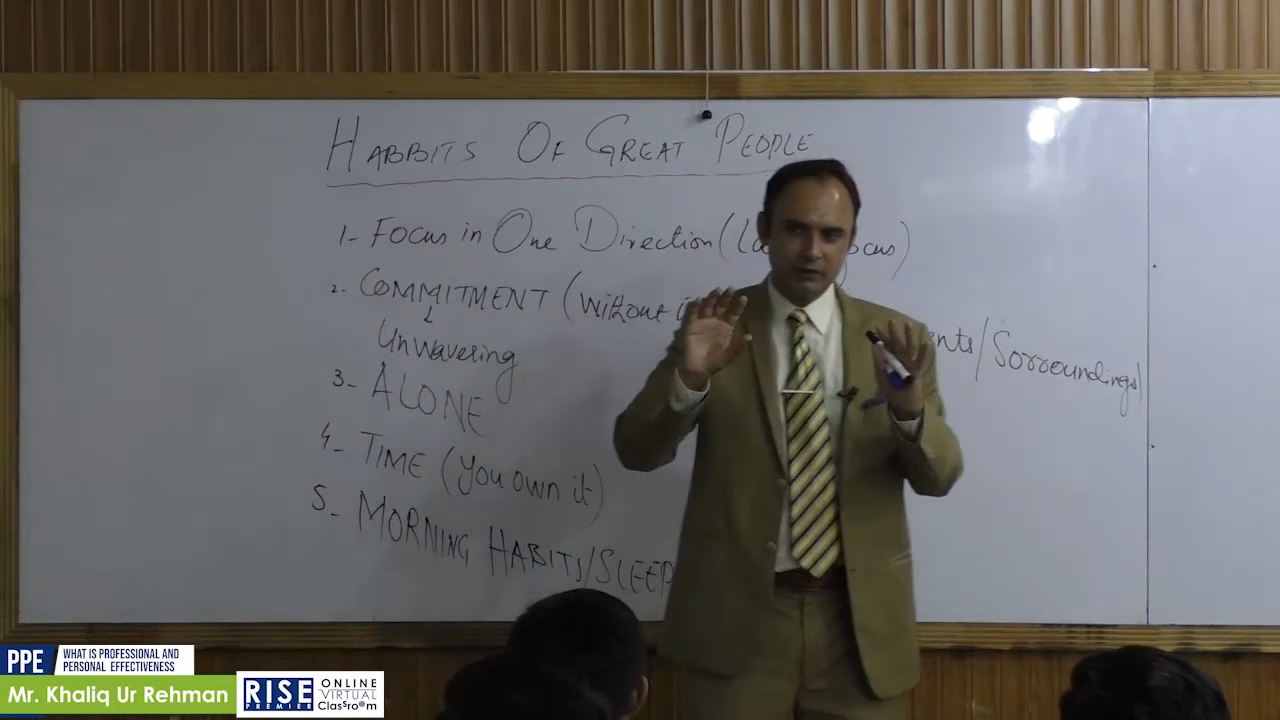 HABBITS OF GREAT PEOPLE
1- Focus in One Direction (
2- COMMITMENT (Without
ents/Sorroundings)
Unwavering
3- ALONE
4- TIME (You own it)
5- MORNING HABITS/SLEEP
PPE WHAT IS PROFESSIONAL AND
PERSONAL EFFECTIVENESS
Mr. Khaliq Ur Rehman
RISE
PREMIER
ONLINE
VIRTUAL
Classroom